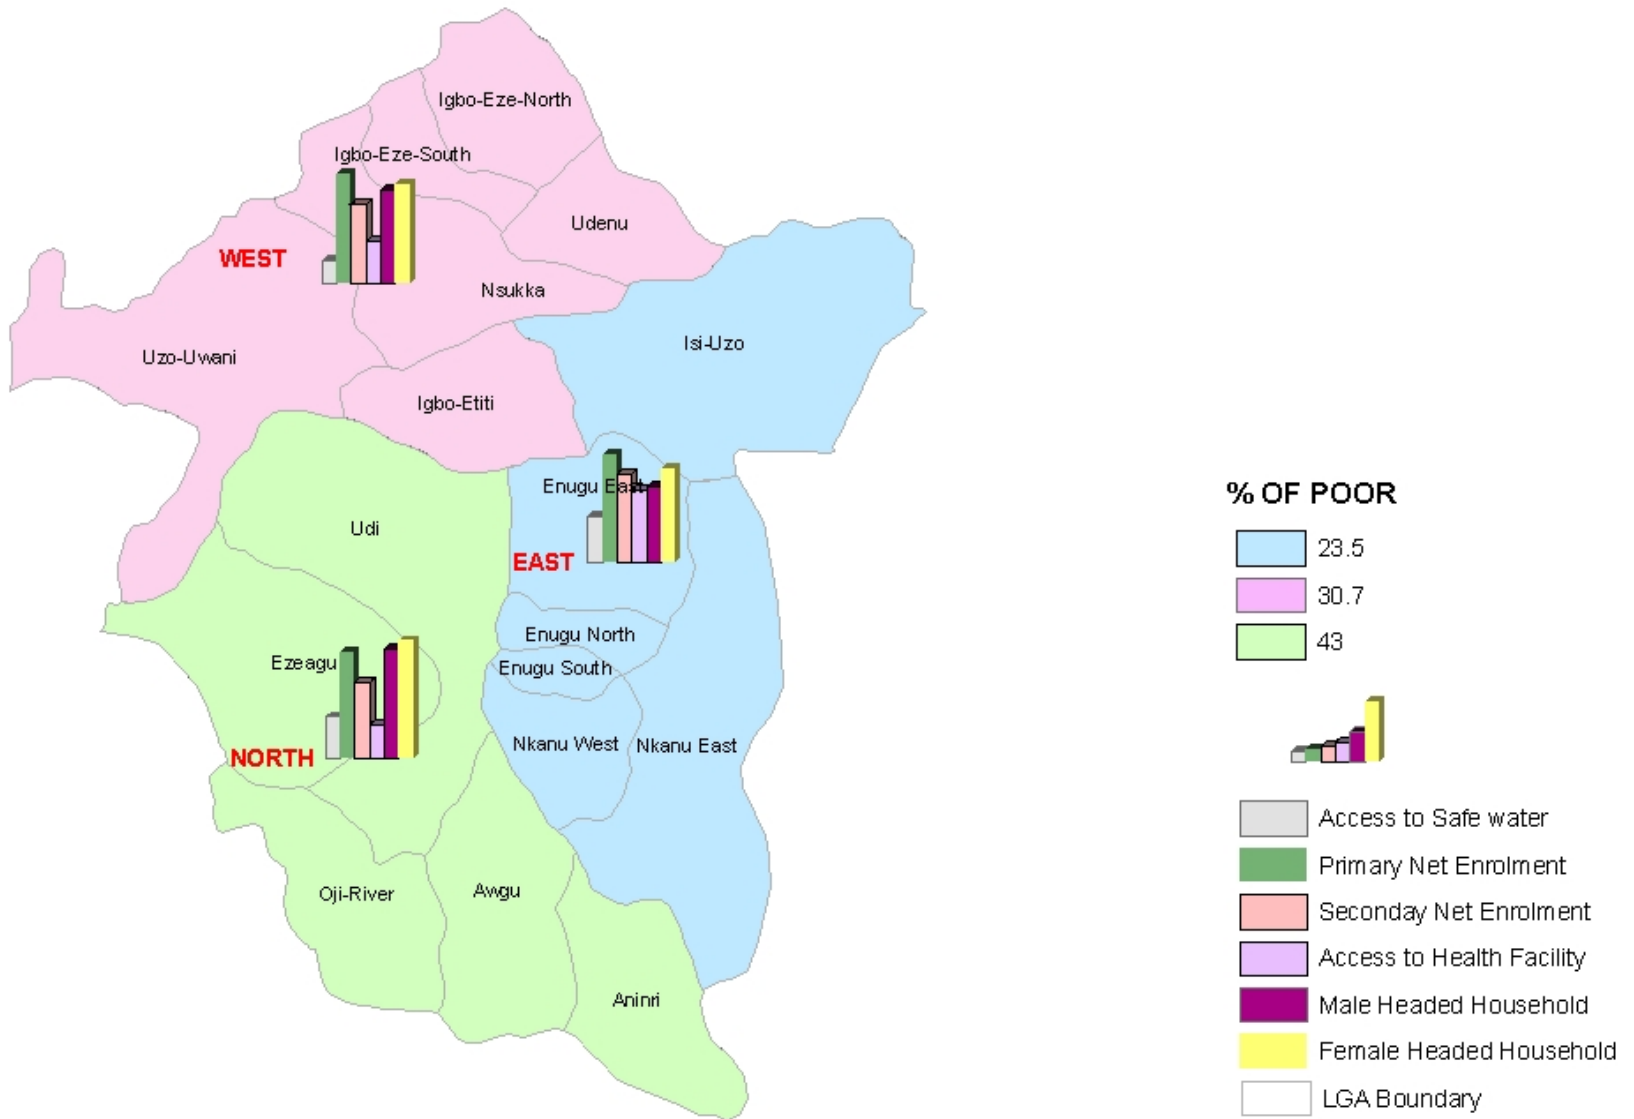 Igbo-Eze-North
Igbo-Eze-South
Udenu
WEST
Nsukka
Isi-Uzo
Uzo-Uwani
Igbo-Etiti
Enugu East
Udi
EAST
Enugu North
Ezeagu
Enugu South
Nkanu West
Nkanu East
NORTH
Oji-River
Awgu
Aninri
% OF POOR
23.5
30.7
43
Access to Safe water
Primary Net Enrolment
Seconday Net Enrolment
Access to Health Facility
Male Headed Household
Female Headed Household
LGA Boundary